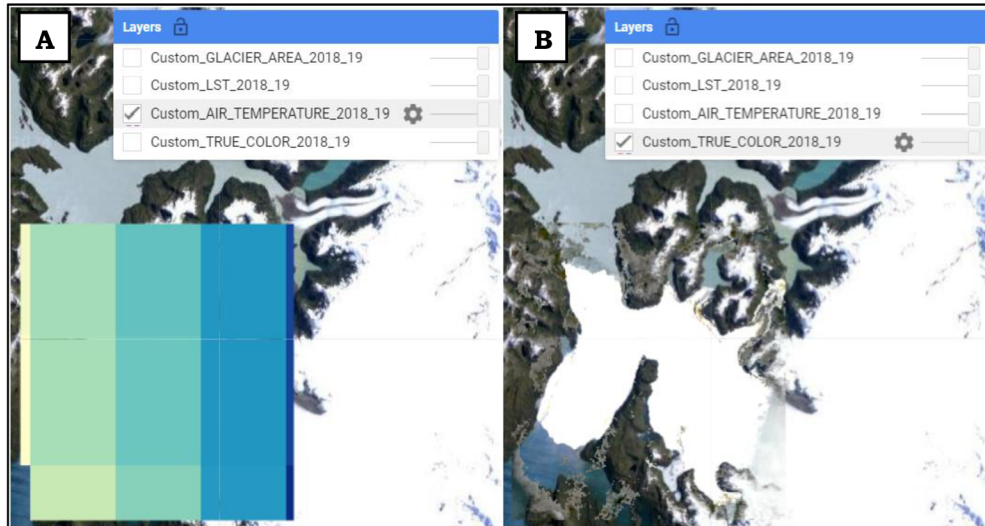 A
Layers
Custom_GLACIER_AREA_2018_19
Custom_LST_2018_19
Custom_AIR_TEMPERATURE_2018_19
Custom_TRUE_COLOR_2018_19
B
Layers
Custom_GLACIER_AREA_2018_19
Custom_LST_2018_19
Custom_AIR_TEMPERATURE_2018_19
Custom_TRUE_COLOR_2018_19